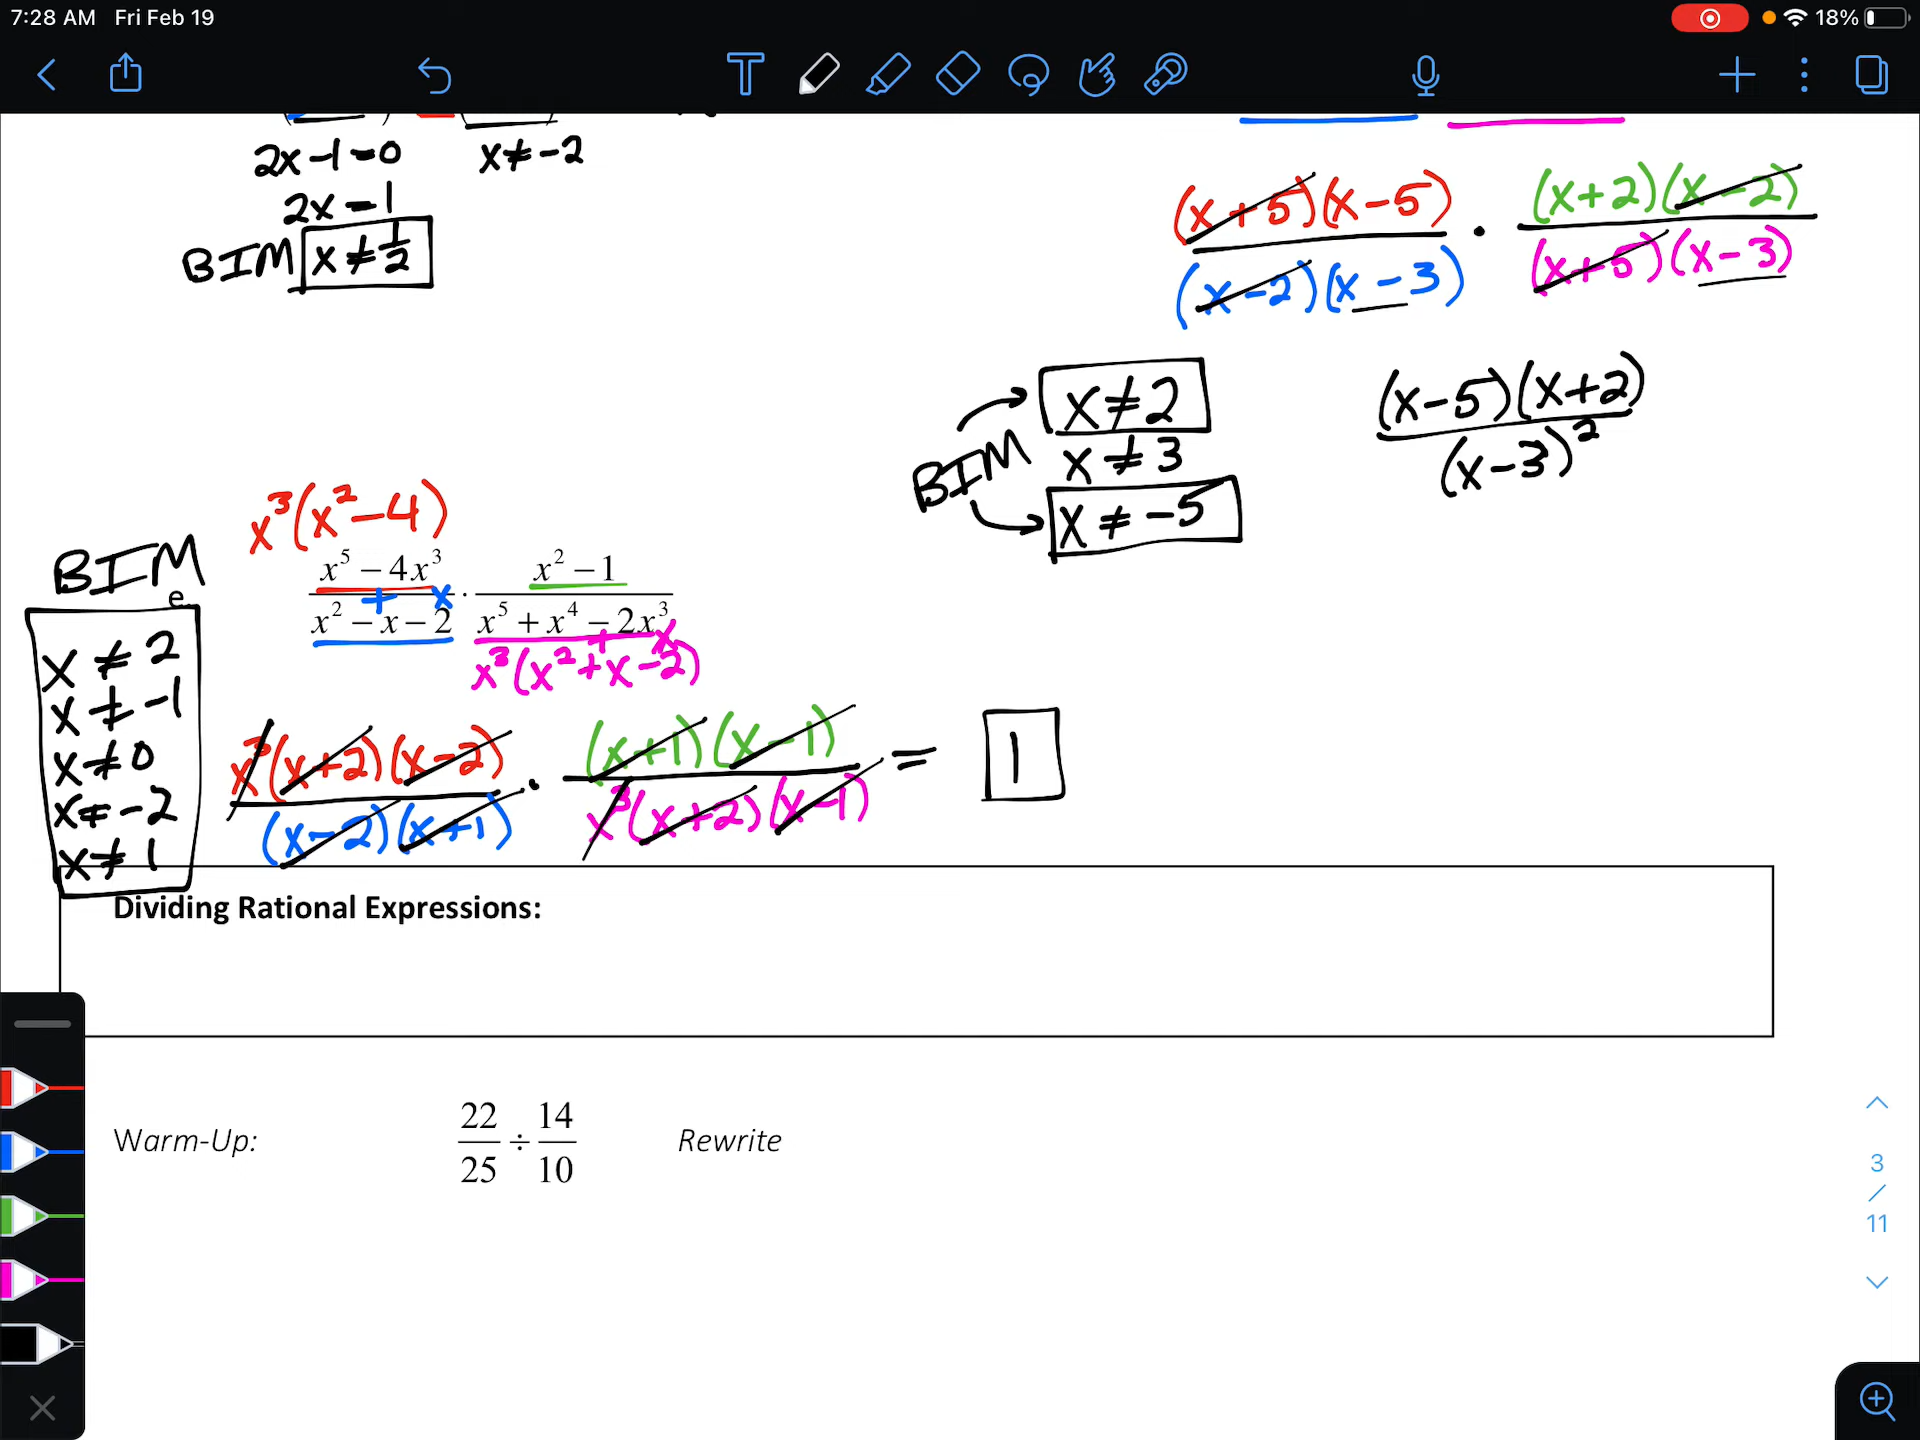 7:28 AM Fri Feb 19
18%
T
2x-1=0 x≠-2
2x=1
BIM x≠1/2
(x+5)(x-5) · (x+2)(x-2)
(x-2)(x-3) (x+5)(x-3)
BIM
x≠2
x≠3
x≠-5
(x-5)(x+2)
(x-3)²
x³(x²-4)
x⁵ − 4x³ · x² − 1
x² − x − 2 x⁵ + x⁴ − 2x³
+ x + x
x³(x²+x-2)
BIM
e
x≠2
x≠-1
x≠0
x≠-2
x≠1
x³(x+2)(x-2) · (x+1)(x-1) = 1
(x-2)(x+1) x³(x+2)(x-1)
Dividing Rational Expressions:
Warm-Up: 22/25 ÷ 14/10 Rewrite
3
/
11